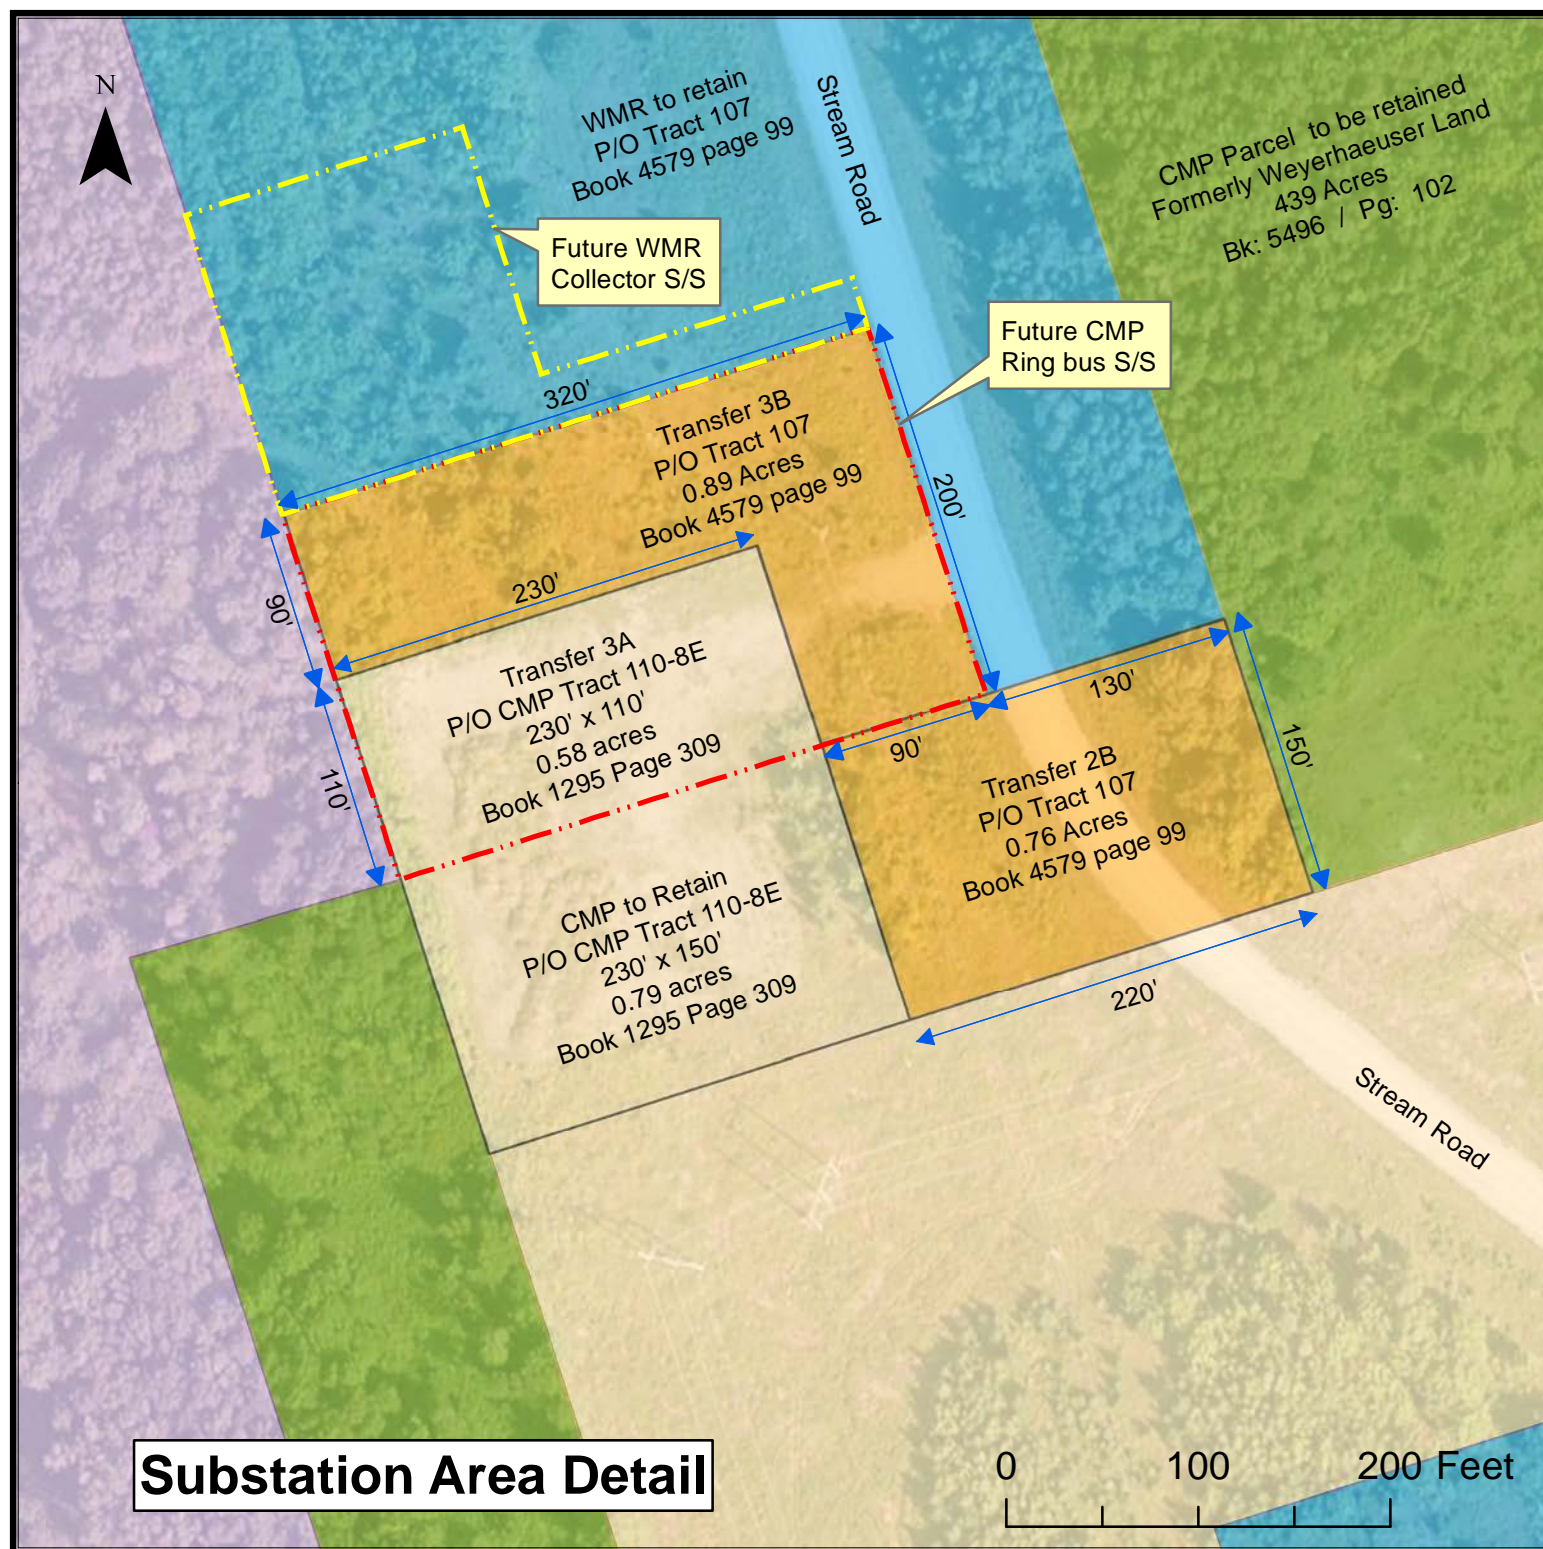 N
WMR to retain
P/O Tract 107
Book 4579 page 99
Stream Road
CMP Parcel to be retained
Formerly Weyerhaeuser Land
439 Acres
Bk: 5496 / Pg: 102
Future WMR
Collector S/S
Future CMP
Ring bus S/S
320'
Transfer 3B
P/O Tract 107
0.89 Acres
Book 4579 page 99
200'
90'
230'
Transfer 3A
P/O CMP Tract 110-8E
230' x 110'
0.58 acres
Book 1295 Page 309
110'
130'
90'
150'
Transfer 2B
P/O Tract 107
0.76 Acres
Book 4579 page 99
CMP to Retain
P/O CMP Tract 110-8E
230' x 150'
0.79 acres
Book 1295 Page 309
220'
Stream Road
Substation Area Detail
0 100 200 Feet